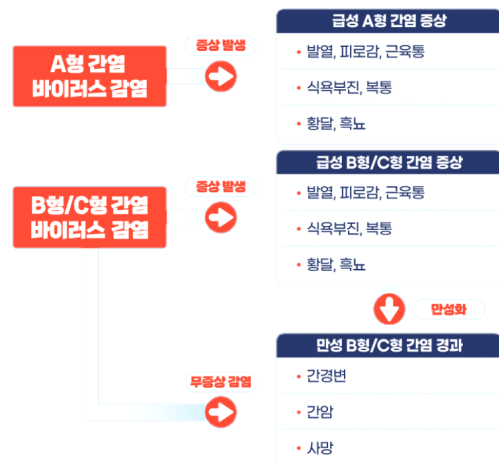 급성 A형 간염 증상
증상 발생
A형 간염
바이러스 감염
• 발열, 피로감, 근육통
• 식욕부진, 복통
• 황달, 흑뇨
급성 B형/C형 간염 증상
증상 발생
B형/C형 간염
바이러스 감염
• 발열, 피로감, 근육통
• 식욕부진, 복통
• 황달, 흑뇨
만성화
만성 B형/C형 간염 경과
무증상 감염
• 간경변
• 간암
• 사망